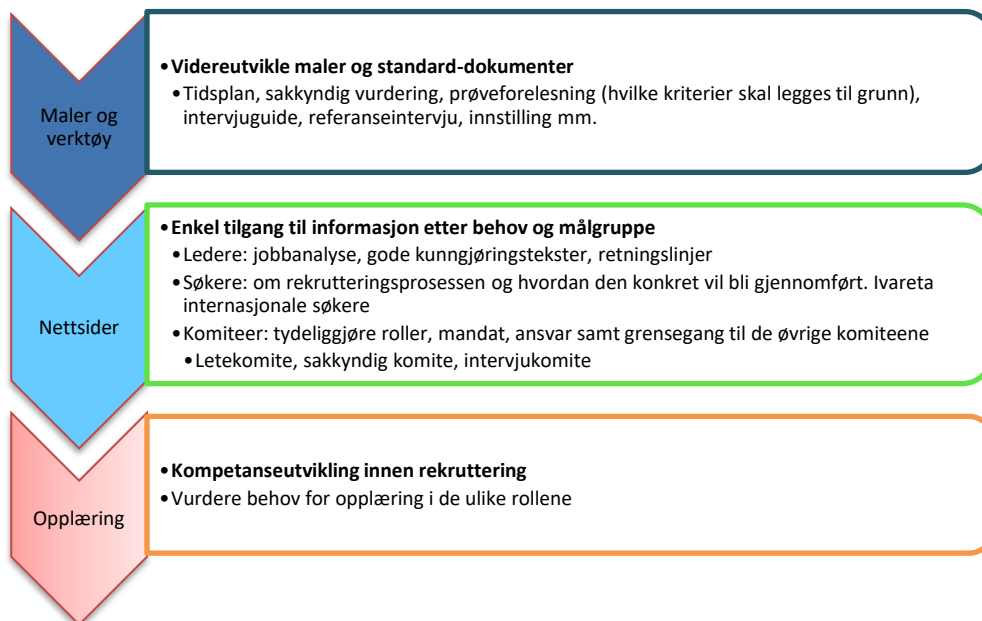 Maler og
verktøy
•Videreutvikle maler og standard-dokumenter
•Tidsplan, sakkyndig vurdering, prøveforelesning (hvilke kriterier skal legges til grunn),
intervjuguide, referanseintervju, innstilling mm.
Nettsider
•Enkel tilgang til informasjon etter behov og målgruppe
•Ledere: jobbanalyse, gode kunngjøringstekster, retningslinjer
•Søkere: om rekrutteringsprosessen og hvordan den konkret vil bli gjennomført. Ivareta
internasjonale søkere
•Komiteer: tydeliggjøre roller, mandat, ansvar samt grensegang til de øvrige komiteene
•Letekomite, sakkyndig komite, intervjukomite
Opplæring
•Kompetanseutvikling innen rekruttering
•Vurdere behov for opplæring i de ulike rollene